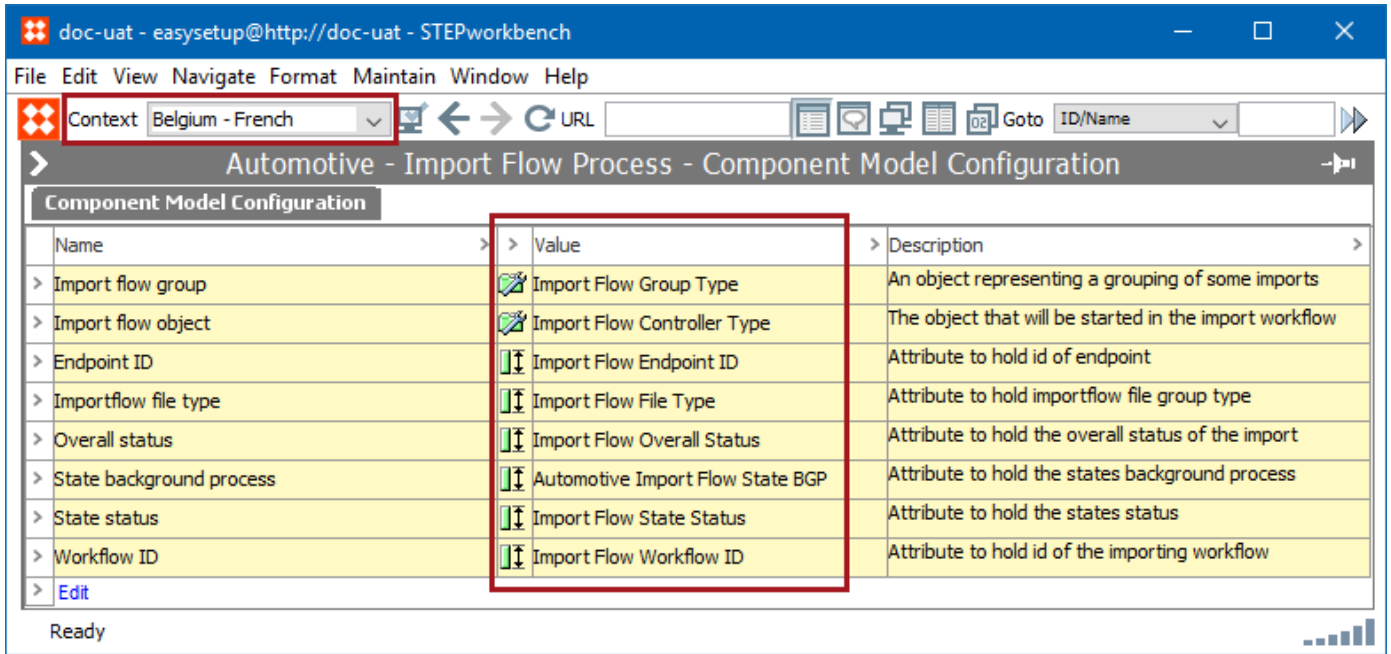 doc-uat - easysetup@http://doc-uat - STEPworkbench
File Edit View Navigate Format Maintain Window Help
Context Belgium - French URL Goto ID/Name
Automotive - Import Flow Process - Component Model Configuration
Component Model Configuration
Name > > Value > Description >
> Import flow group Import Flow Group Type An object representing a grouping of some imports
> Import flow object Import Flow Controller Type The object that will be started in the import workflow
> Endpoint ID Import Flow Endpoint ID Attribute to hold id of endpoint
> Importflow file type Import Flow File Type Attribute to hold importflow file group type
> Overall status Import Flow Overall Status Attribute to hold the overall status of the import
> State background process Automotive Import Flow State BGP Attribute to hold the states background process
> State status Import Flow State Status Attribute to hold the states status
> Workflow ID Import Flow Workflow ID Attribute to hold id of the importing workflow
> Edit
Ready